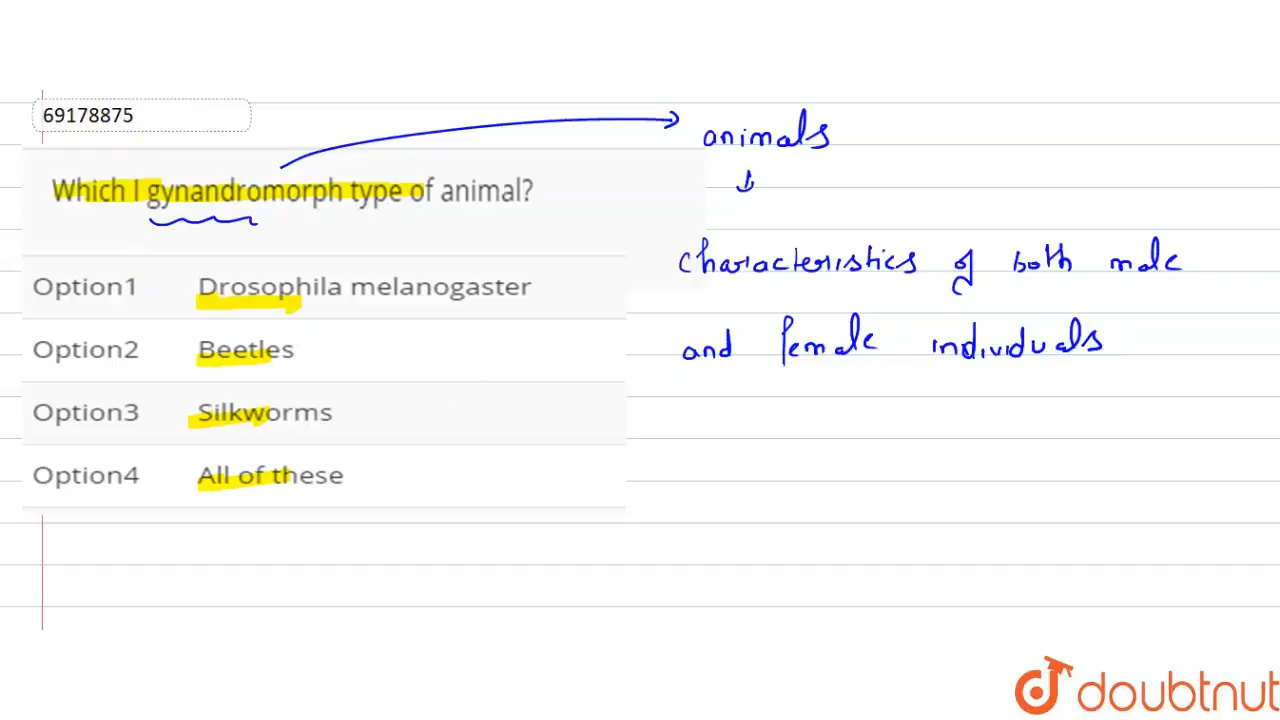 69178875
animals
Which I gynandromorph type of animal?
characteristics of both male
Option1 Drosophila melanogaster
and female individuals
Option2 Beetles
Option3 Silkworms
Option4 All of these
doubtnut